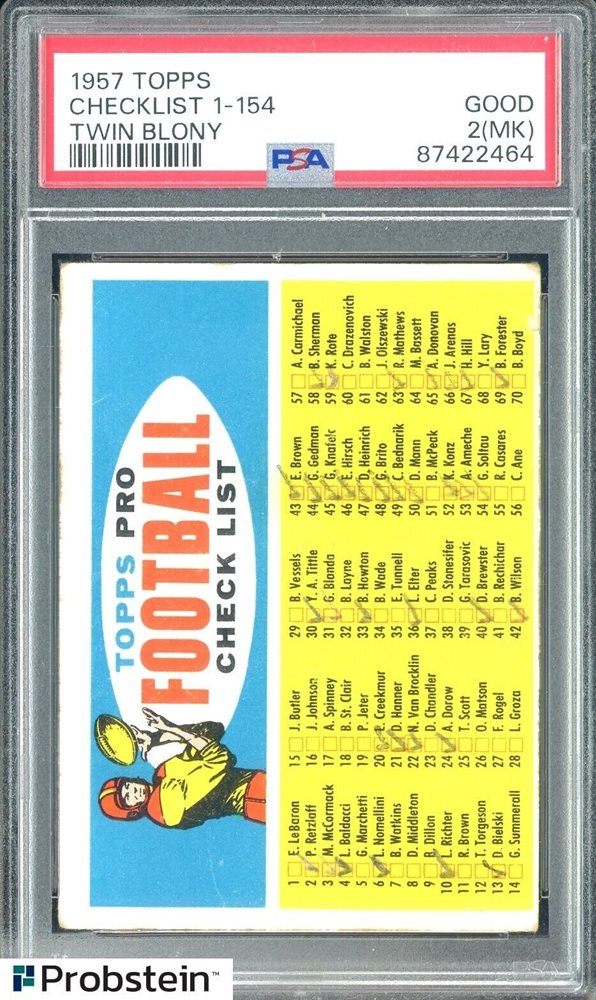 1957 TOPPS
CHECKLIST 1-154
TWIN BLONY
GOOD
2(MK)
87422464
PSA
TOPPS PRO
FOOTBALL
CHECK LIST
1 E. LeBaron
2 P. Retzlaff
3 M. McCormack
4 L. Baldacci
5 G. Marchetti
6 L. Nomellini
7 B. Watkins
8 D. Middleton
9 B. Dillon
10 L. Richter
11 R. Brown
12 T. Torgeson
13 D. Bielski
14 G. Summerall
15 J. Butler
16 J. Johnson
17 A. Spinney
18 B. St. Clair
19 P. Jeter
20 L. Creekmur
21 D. Hanner
22 N. Van Brocklin
23 D. Chandler
24 A. Dorow
25 T. Scott
26 O. Matson
27 F. Rogel
28 L. Groza
29 B. Vessels
30 Y. A. Tittle
31 G. Blanda
32 B. Layne
33 B. Howton
34 B. Wade
35 E. Tunnell
36 L. Elter
37 C. Peaks
38 D. Stonesifer
39 G. Tarasovic
40 D. Brewster
41 B. Rechichar
42 B. Wilson
43 E. Brown
44 G. Gedman
45 G. Knafelc
46 E. Hirsch
47 D. Heinrich
48 G. Brito
49 C. Bednarik
50 D. Mann
51 B. McPeak
52 K. Konz
53 A. Ameche
54 G. Soltau
55 R. Casares
56 C. Ane
57 A. Carmichael
58 B. Sherman
59 K. Rote
60 C. Drazenovich
61 B. Walston
62 J. Olszewski
63 R. Mathews
64 M. Bassett
65 A. Donovan
66 J. Arenas
67 H. Hill
68 Y. Lary
69 B. Forester
70 B. Boyd
Probstein™